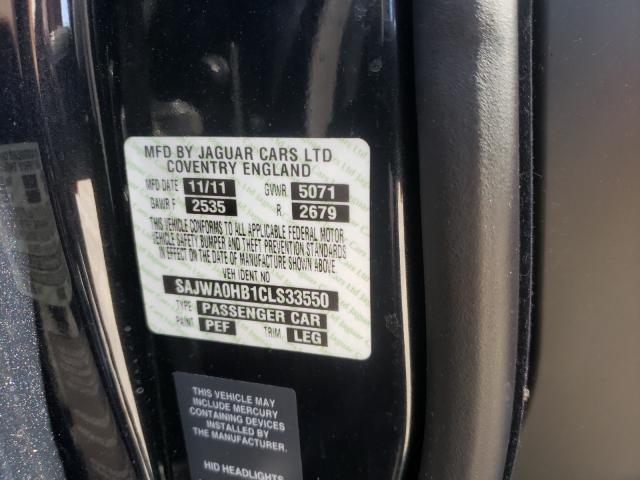 MFD BY JAGUAR CARS LTD
COVENTRY ENGLAND
MFD DATE 11/11 GVWR 5071
GAWR F 2535 R 2679
THIS VEHICLE CONFORMS TO ALL APPLICABLE FEDERAL MOTOR
VEHICLE SAFETY BUMPER AND THEFT PREVENTION STANDARDS
IN EFFECT ON THE DATE OF MANUFACTURE SHOWN ABOVE.
VEH IDENT NO
SAJWA0HB1CLS33550
TYPE: PASSENGER CAR
PAINT: PEF TRIM: LEG
THIS VEHICLE MAY
INCLUDE MERCURY
CONTAINING DEVICES
INSTALLED BY
THE MANUFACTURER.
HID HEADLIGHTS